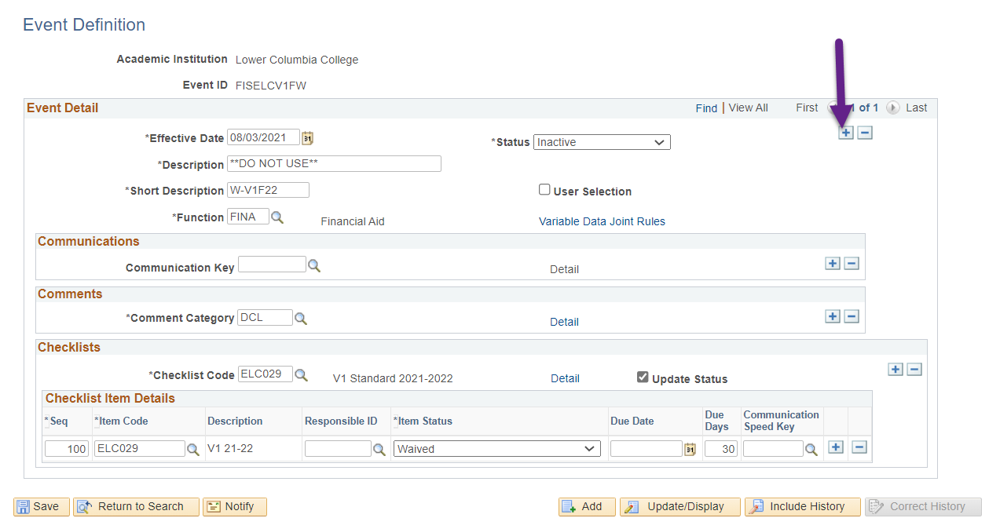 Event Definition
Academic Institution Lower Columbia College
Event ID FISELCV1FW
Event Detail Find | View All First 1 of 1 Last
*Effective Date 08/03/2021 31 *Status Inactive
*Description **DO NOT USE**
*Short Description W-V1F22 User Selection
*Function FINA Financial Aid Variable Data Joint Rules
Communications
Communication Key Detail
Comments
*Comment Category DCL Detail
Checklists
*Checklist Code ELC029 V1 Standard 2021-2022 Detail Update Status
Checklist Item Details
*Seq *Item Code Description Responsible ID *Item Status Due Date Due Days Communication Speed Key
100 ELC029 V1 21-22 Waived 31 30
Save Return to Search Notify Add Update/Display Include History Correct History